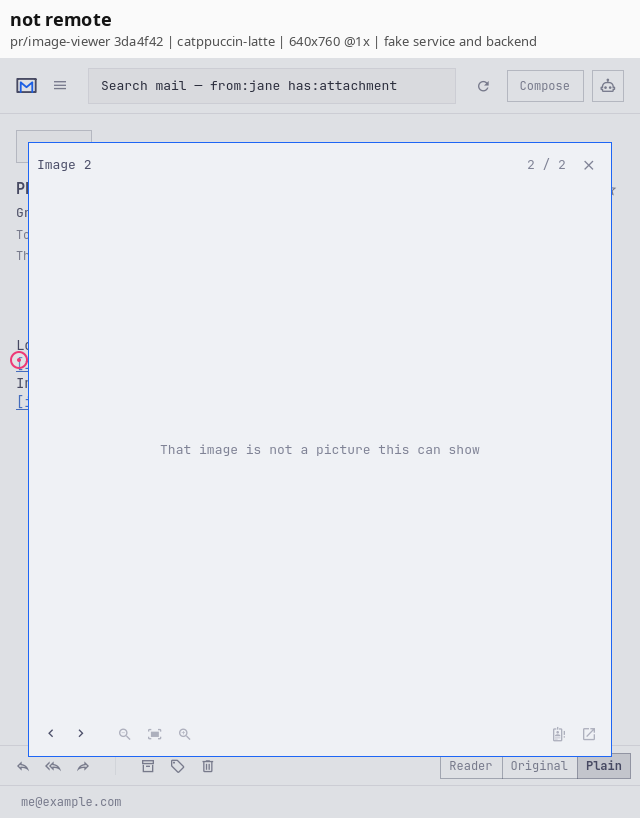 not remote
pr/image-viewer 3da4f42 | catppuccin-latte | 640x760 @1x | fake service and backend
Search mail — from:jane has:attachment
Compose
Image 2
2 / 2
That image is not a picture this can show
Reader
Original
Plain
me@example.com